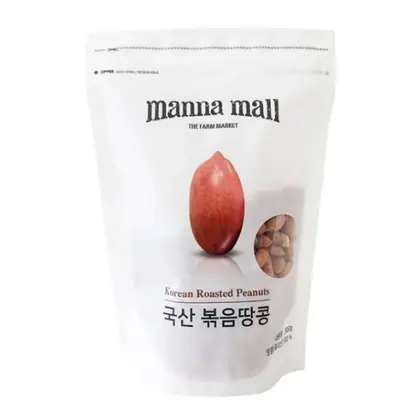 manna mall
THE FARM MARKET
Korean Roasted Peanuts
국산 볶음땅콩